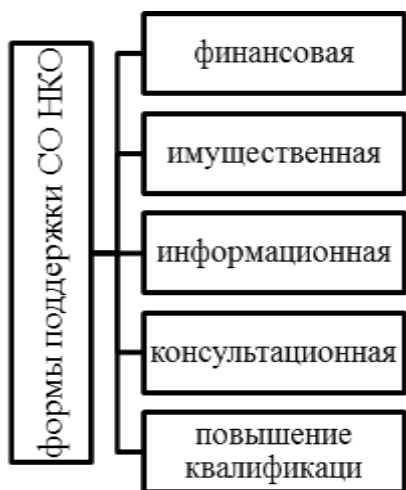 формы поддержки СО НКО
финансовая
имущественная
информационная
консультационная
повышение
квалификаци